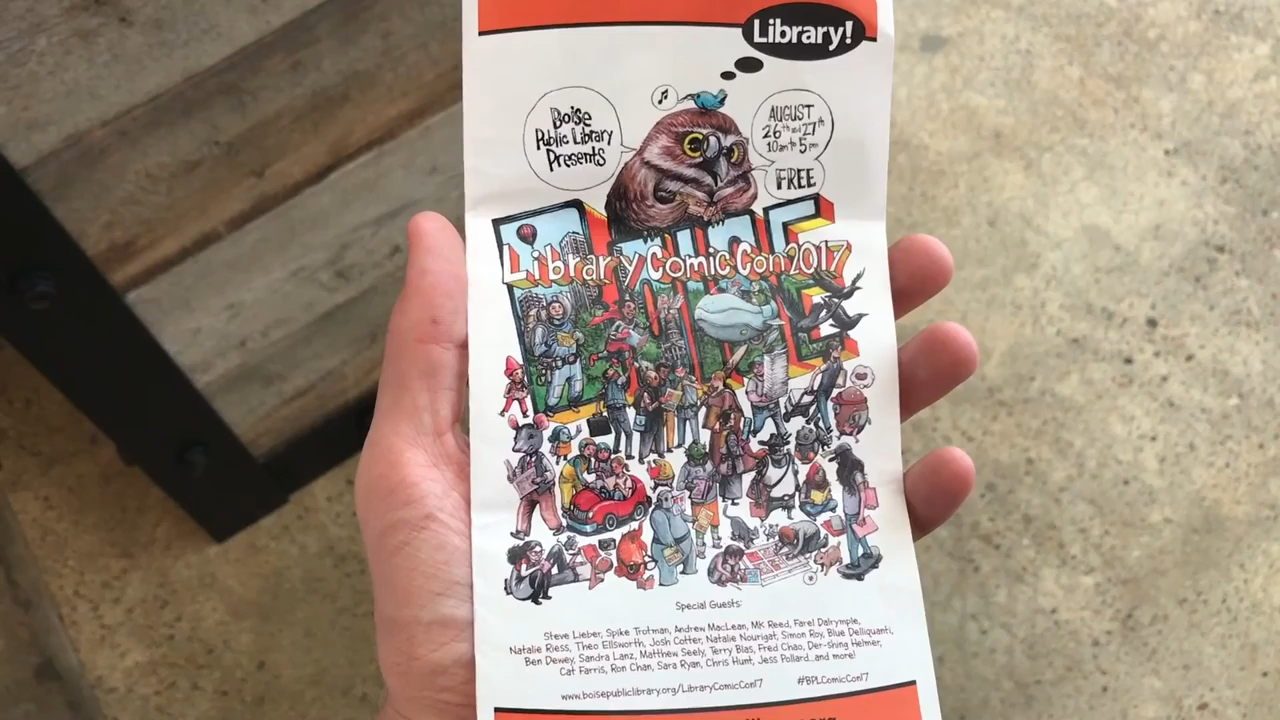 Library!
Boise
Public Library
Presents
AUGUST
26th and 27th
10am to 5pm
FREE
BOISE
Library Comic Con 2017
Special Guests:
Steve Lieber, Spike Trotman, Andrew MacLean, MK Reed, Farel Dalrymple,
Natalie Riess, Theo Ellsworth, Josh Cotter, Natalie Nourigat, Simon Roy, Blue Delliquanti,
Ben Dewey, Sandra Lanz, Matthew Seely, Terry Blas, Fred Chao, Der-shing Helmer,
Cat Farris, Ron Chan, Sara Ryan, Chris Hunt, Jess Pollard...and more!
www.boisepubliclibrary.org/LibraryComicCon17 #BPLComicCon17